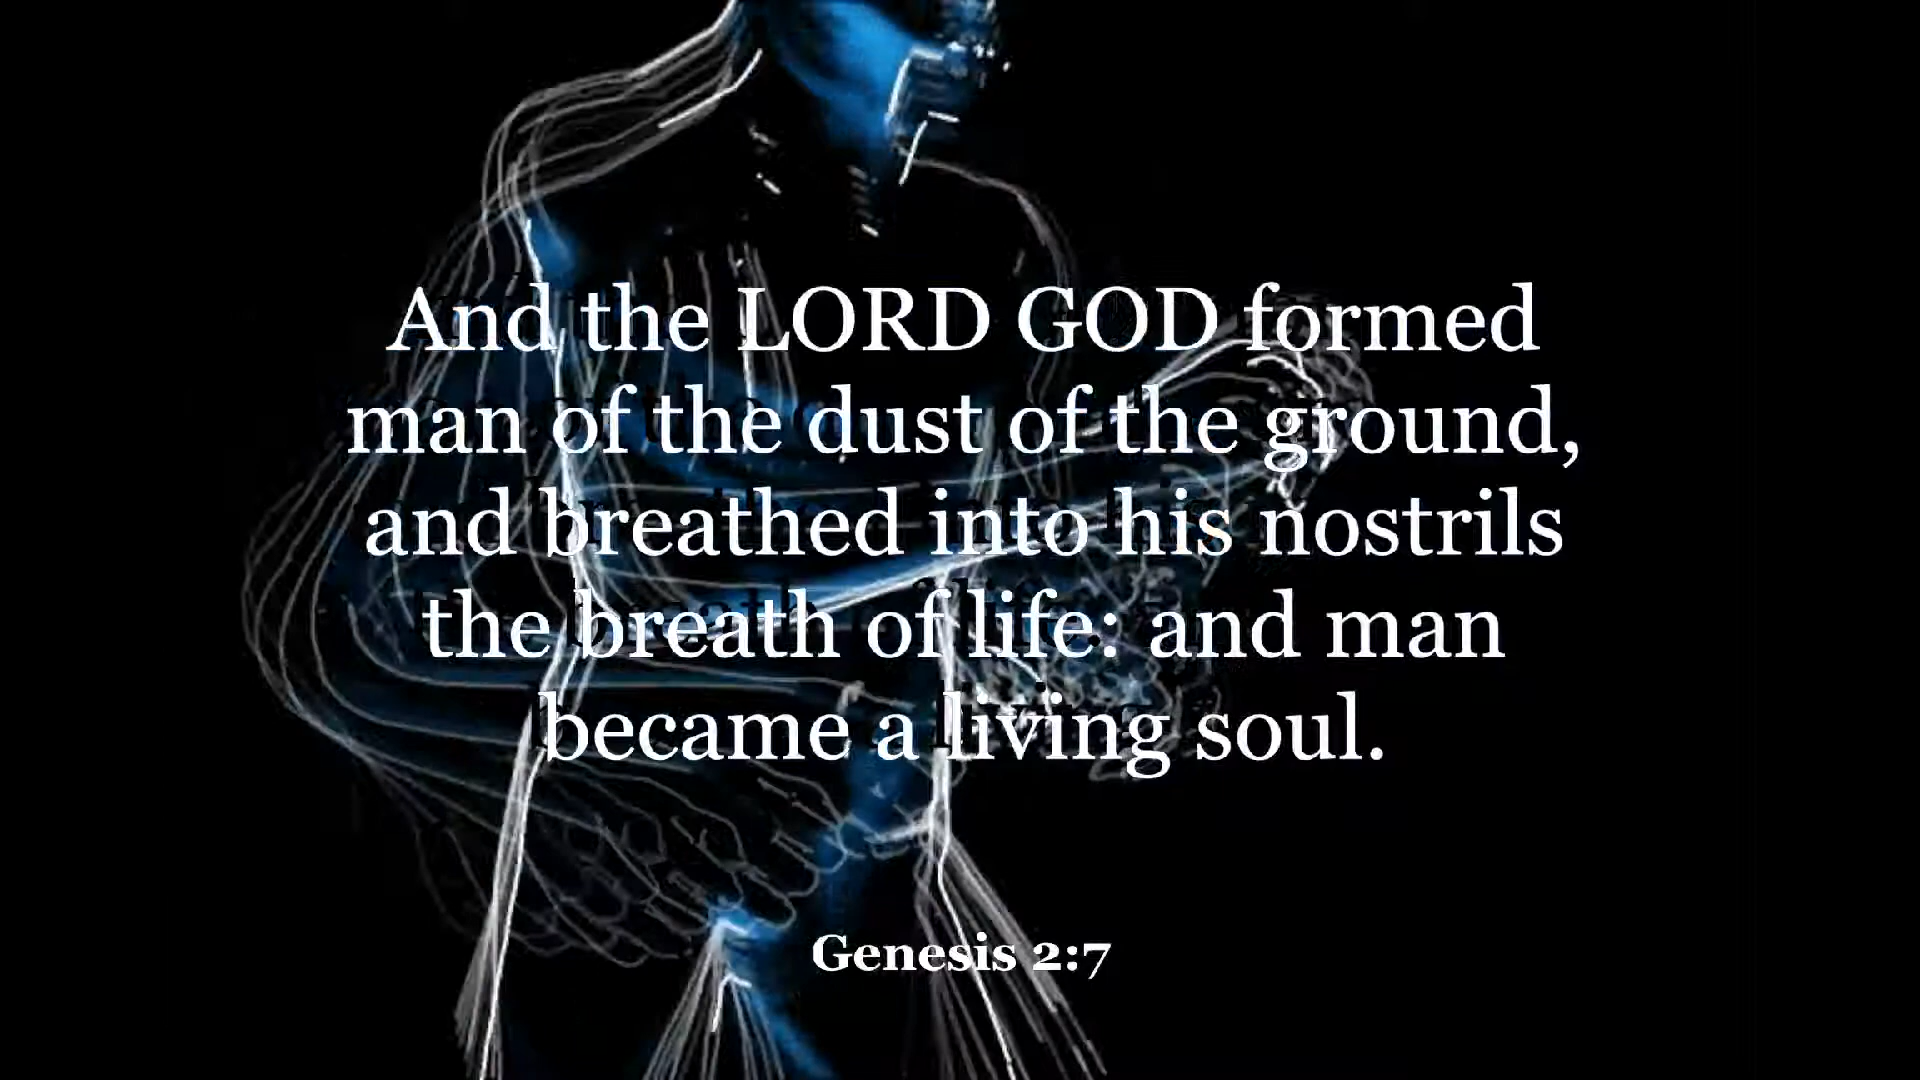 And the LORD GOD formed
man of the dust of the ground,
and breathed into his nostrils
the breath of life: and man
became a living soul.
Genesis 2:7